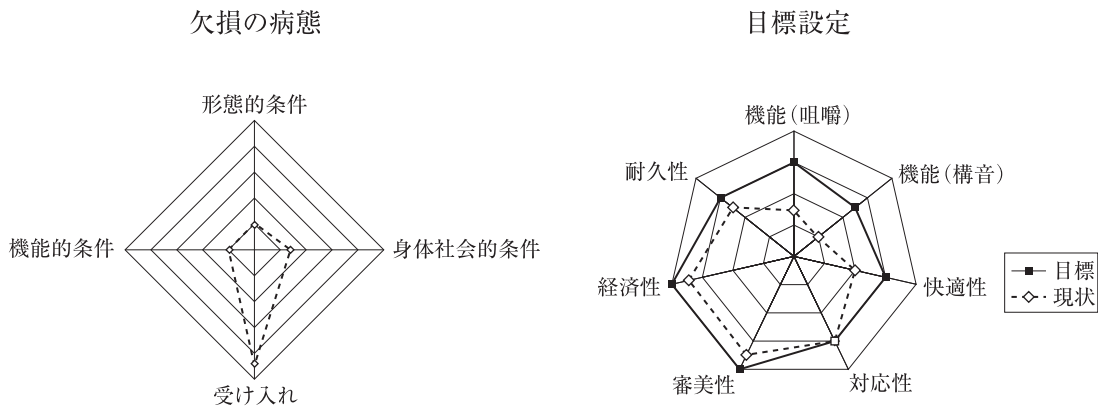 欠損の病態
形態的条件
機能的条件
身体社会的条件
受け入れ
目標設定
機能（咀嚼）
耐久性
機能（構音）
経済性
快適性
審美性
対応性
目標
現状